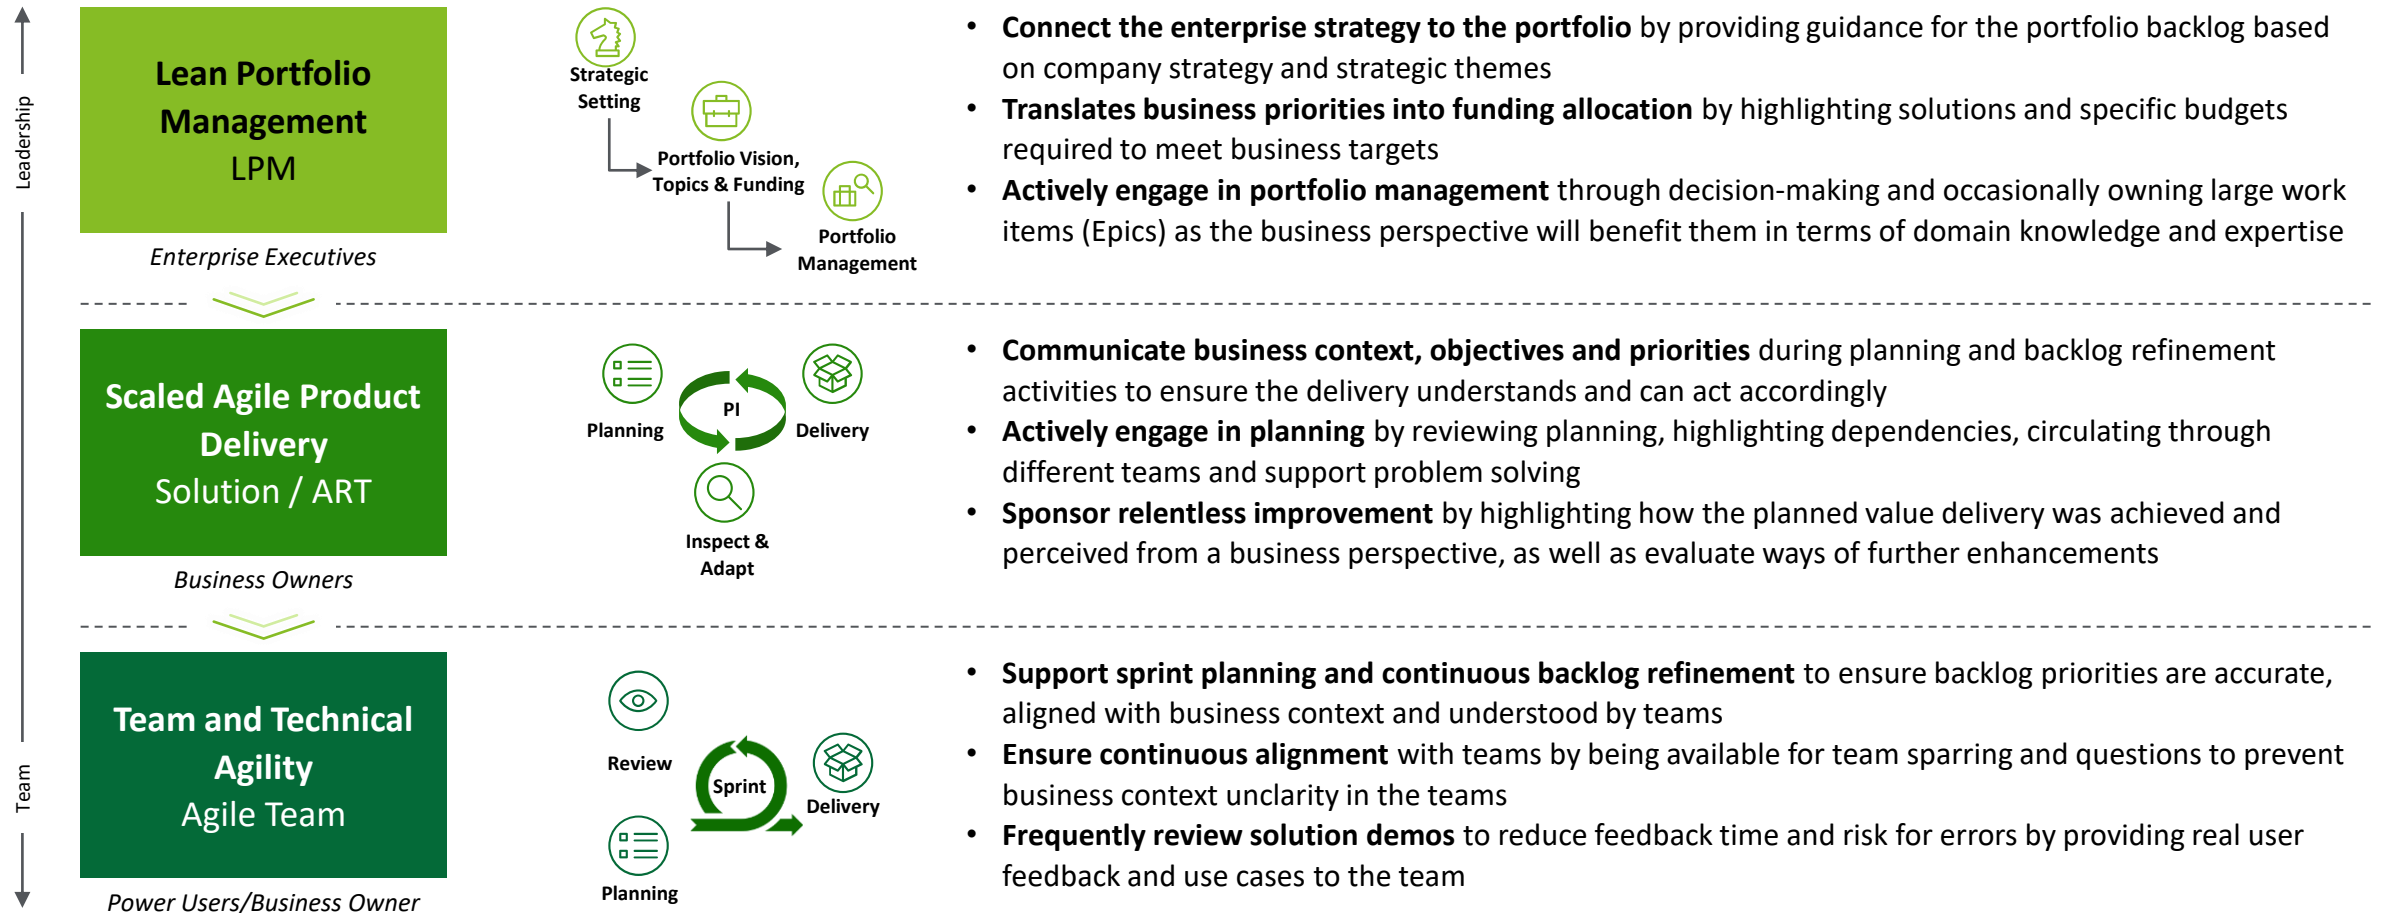 Leadership
Lean Portfolio
Management
LPM
Enterprise Executives
Strategic
Setting
Portfolio Vision,
Topics & Funding
Portfolio
Management
• Connect the enterprise strategy to the portfolio by providing guidance for the portfolio backlog based
on company strategy and strategic themes
• Translates business priorities into funding allocation by highlighting solutions and specific budgets
required to meet business targets
• Actively engage in portfolio management through decision-making and occasionally owning large work
items (Epics) as the business perspective will benefit them in terms of domain knowledge and expertise
Scaled Agile Product
Delivery
Solution / ART
Business Owners
Planning
PI
Delivery
Inspect &
Adapt
• Communicate business context, objectives and priorities during planning and backlog refinement
activities to ensure the delivery understands and can act accordingly
• Actively engage in planning by reviewing planning, highlighting dependencies, circulating through
different teams and support problem solving
• Sponsor relentless improvement by highlighting how the planned value delivery was achieved and
perceived from a business perspective, as well as evaluate ways of further enhancements
Team
Team and Technical
Agility
Agile Team
Power Users/Business Owner
Review
Sprint
Delivery
Planning
• Support sprint planning and continuous backlog refinement to ensure backlog priorities are accurate,
aligned with business context and understood by teams
• Ensure continuous alignment with teams by being available for team sparring and questions to prevent
business context unclarity in the teams
• Frequently review solution demos to reduce feedback time and risk for errors by providing real user
feedback and use cases to the team